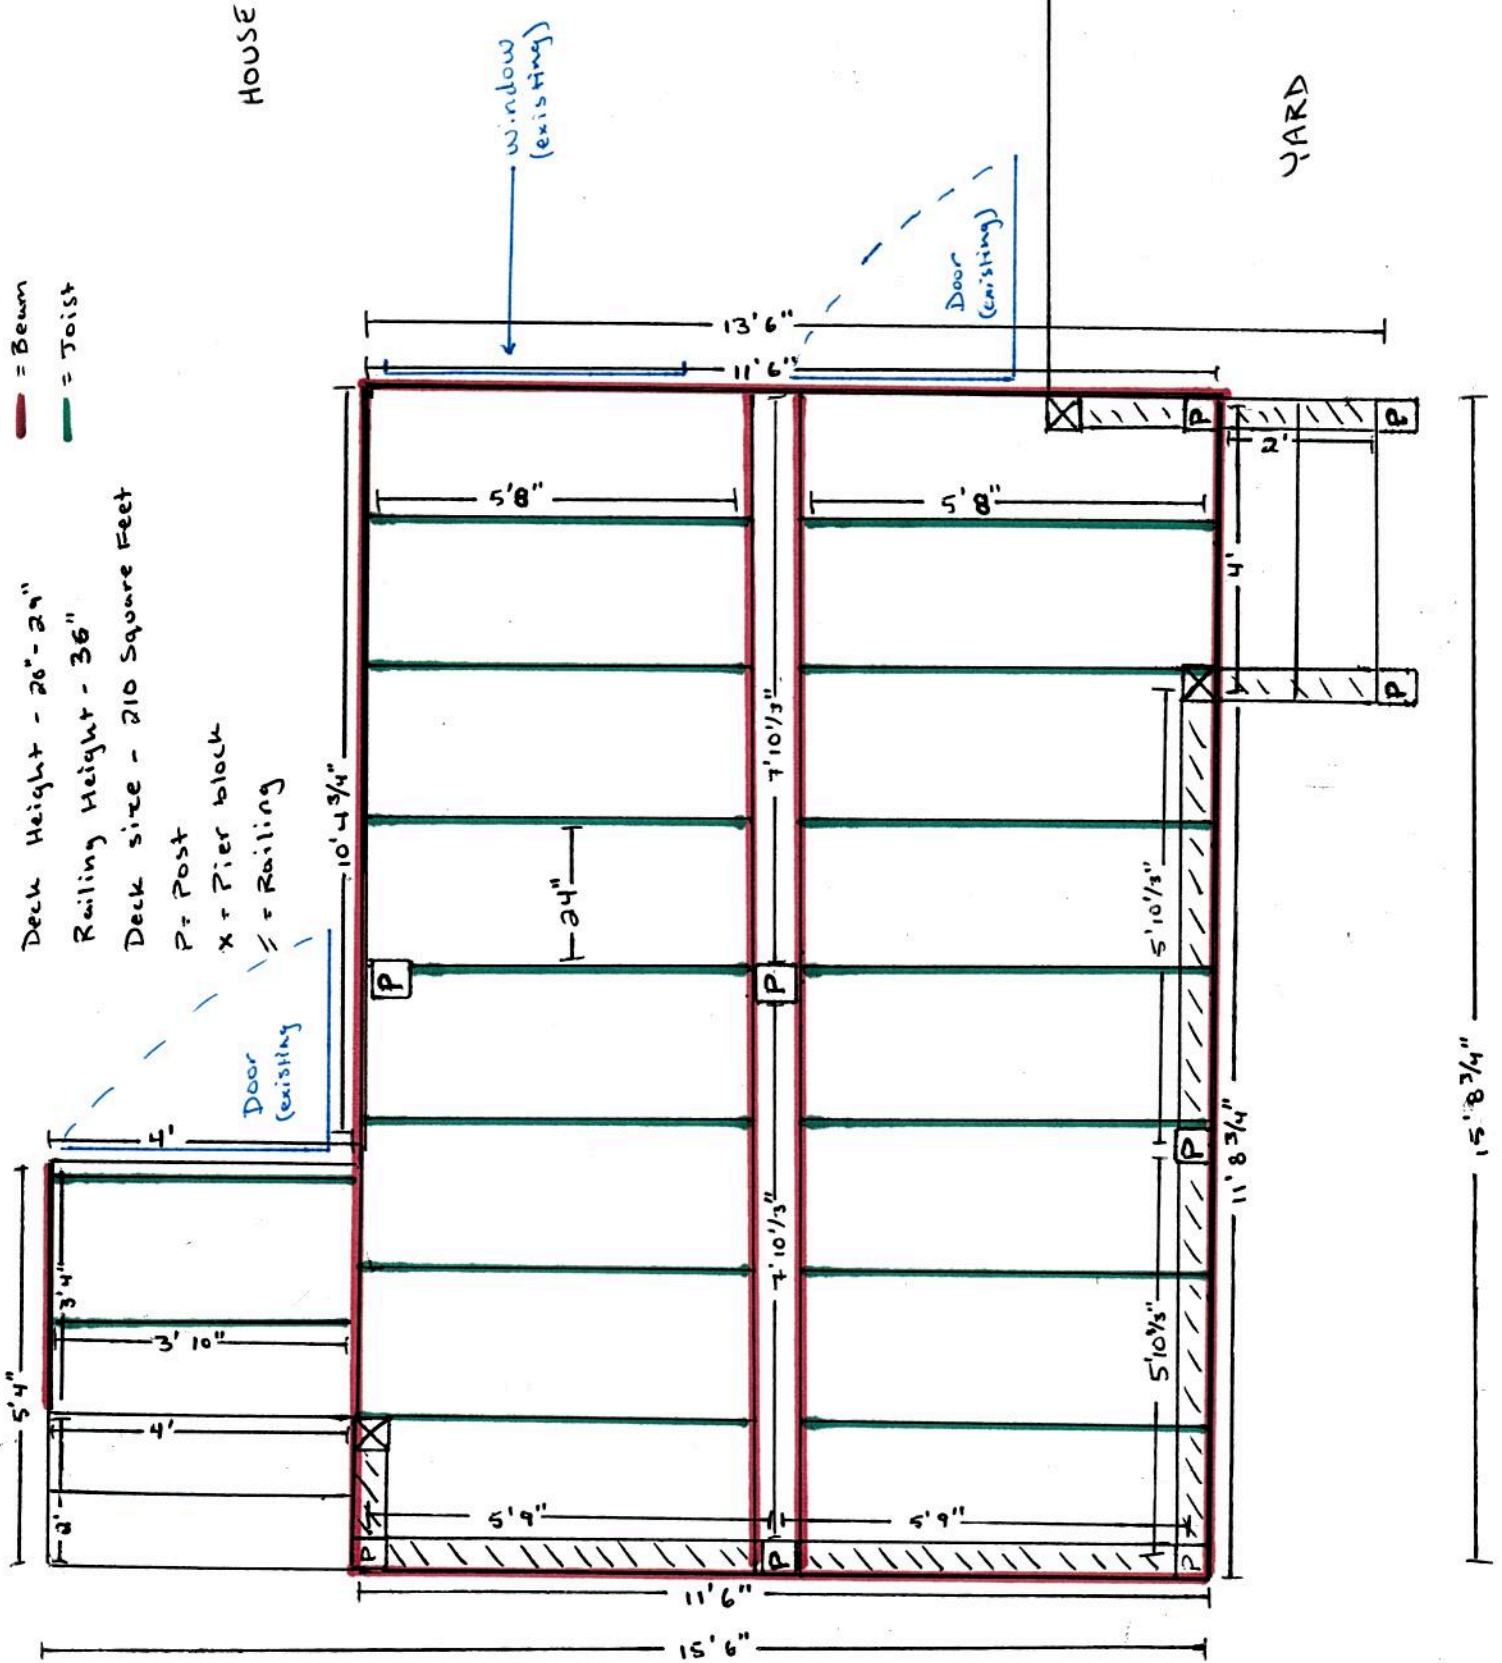 = Beam
= Joist
Deck Height - 26"-29"
Railing Height - 36"
Deck size - 210 Square Feet
P = Post
X = Pier block
// = Railing
HOUSE
5'4"
2'
3'4"
4'
4'
3'10"
Door
(existing
10' 4 3/4"
window
(existing)
15'6"
11'6"
P
X
P
5'8"
24"
5'9"
13'6"
11'6"
P
7'10 1/3"
P
7'10 1/3"
5'9"
5'8"
Door
(existing)
X
P
5'10 1/3"
P
5'10 1/3"
X
P
11' 8 3/4"
4'
2'
YARD
P
P
15' 8 3/4"